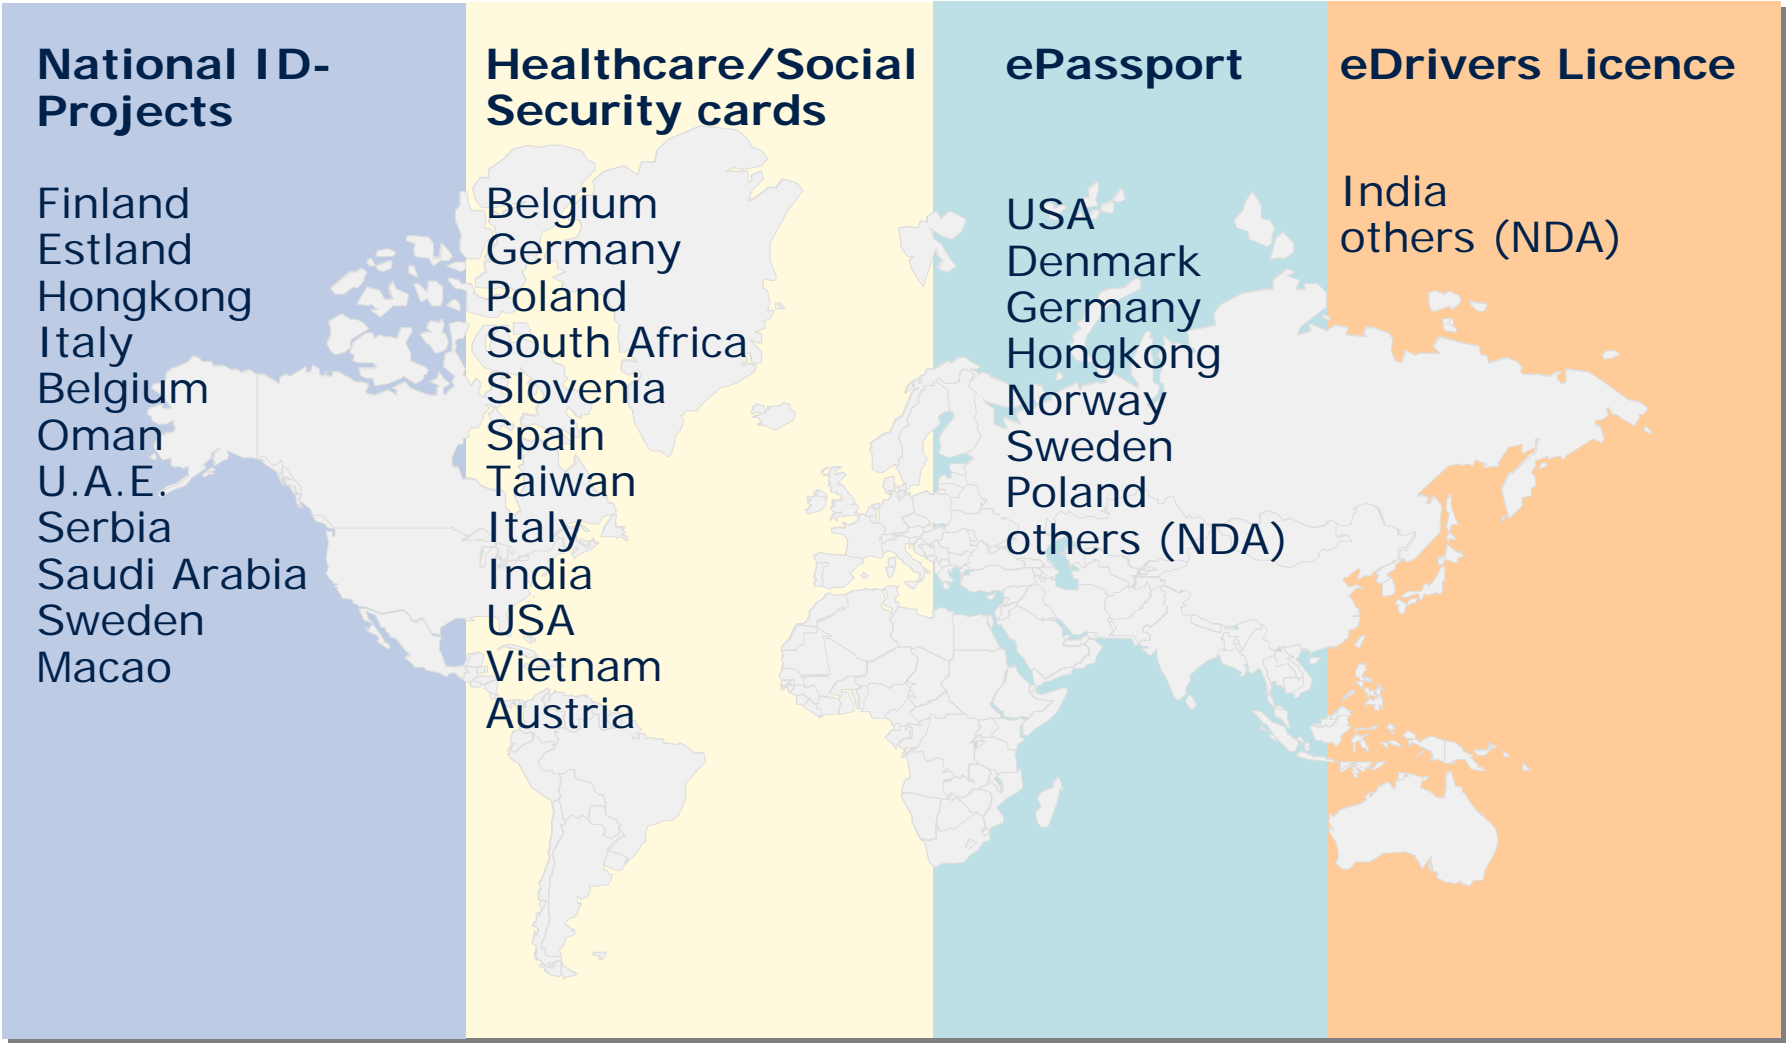 National ID-
Projects
Finland
Estland
Hongkong
Italy
Belgium
Oman
U.A.E.
Serbia
Saudi Arabia
Sweden
Macao
Healthcare/Social
Security cards
Belgium
Germany
Poland
South Africa
Slovenia
Spain
Taiwan
Italy
India
USA
Vietnam
Austria
ePassport
USA
Denmark
Germany
Hongkong
Norway
Sweden
Poland
others (NDA)
eDrivers Licence
India
others (NDA)